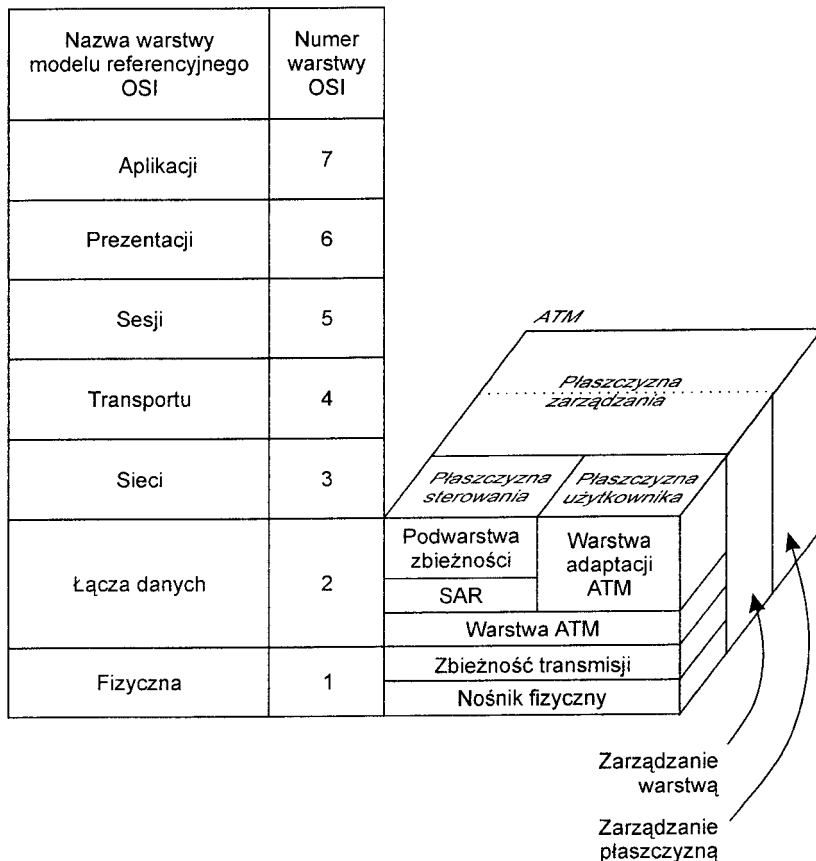 Nazwa warstwy
modelu referencyjnego
OSI
Numer
warstwy
OSI
Aplikacji
7
Prezentacji
6
Sesji
5
Transportu
4
Sieci
3
Łącza danych
2
Fizyczna
1
ATM
Płaszczyzna
zarządzania
Płaszczyzna
sterowania
Płaszczyzna
użytkownika
Podwarstwa
zbieżności
SAR
Warstwa
adaptacji
ATM
Warstwa ATM
Zbieżność transmisji
Nośnik fizyczny
Zarządzanie
warstwą
Zarządzanie
płaszczyzną